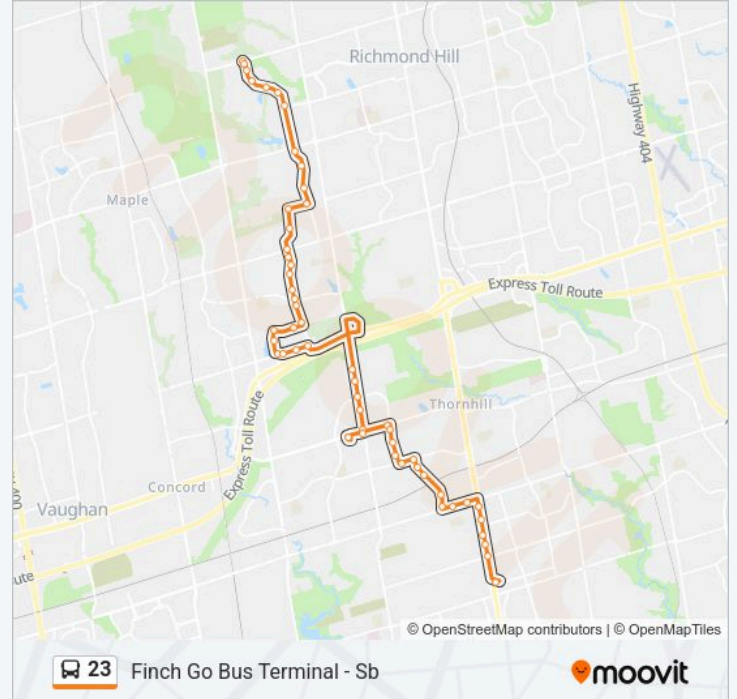 Richmond Hill
Highway 404
Maple
Express Toll Route
Thornhill
Express Toll Route
Concord
Vaughan
400
ute
© OpenStreetMap contributors | © OpenMapTiles
23 Finch Go Bus Terminal - Sb
moovit